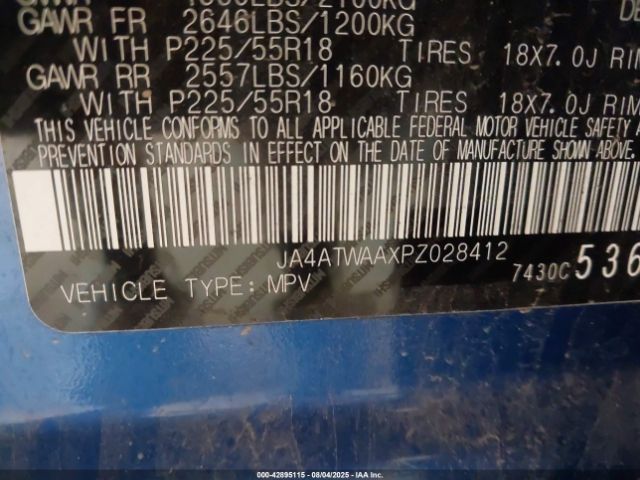 GAWR FR 2646LBS/1200KG
WITH P225/55R18 TIRES 18X7.0J RIM
GAWR RR 2557LBS/1160KG
WITH P225/55R18 TIRES 18X7.0J RIM
THIS VEHICLE CONFORMS TO ALL APPLICABLE FEDERAL MOTOR VEHICLE SAFETY
PREVENTION STANDARDS IN EFFECT ON THE DATE OF MANUFACTURE SHOWN ABOVE.
JA4ATWAAXPZ028412
7430C 536
VEHICLE TYPE: MPV
000-42895115 - 08/04/2025 - IAA Inc.